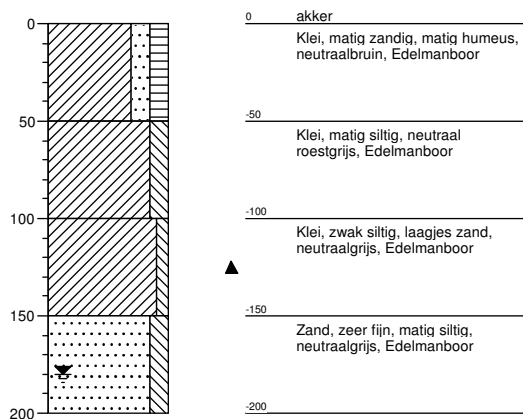 0
50
100
150
200
0 akker
Klei, matig zandig, matig humeus,
neutraalbruin, Edelmanboor
-50
Klei, matig siltig, neutraal
roestgrijs, Edelmanboor
-100
Klei, zwak siltig, laagjes zand,
neutraalgrijs, Edelmanboor
-150
Zand, zeer fijn, matig siltig,
neutraalgrijs, Edelmanboor
-200